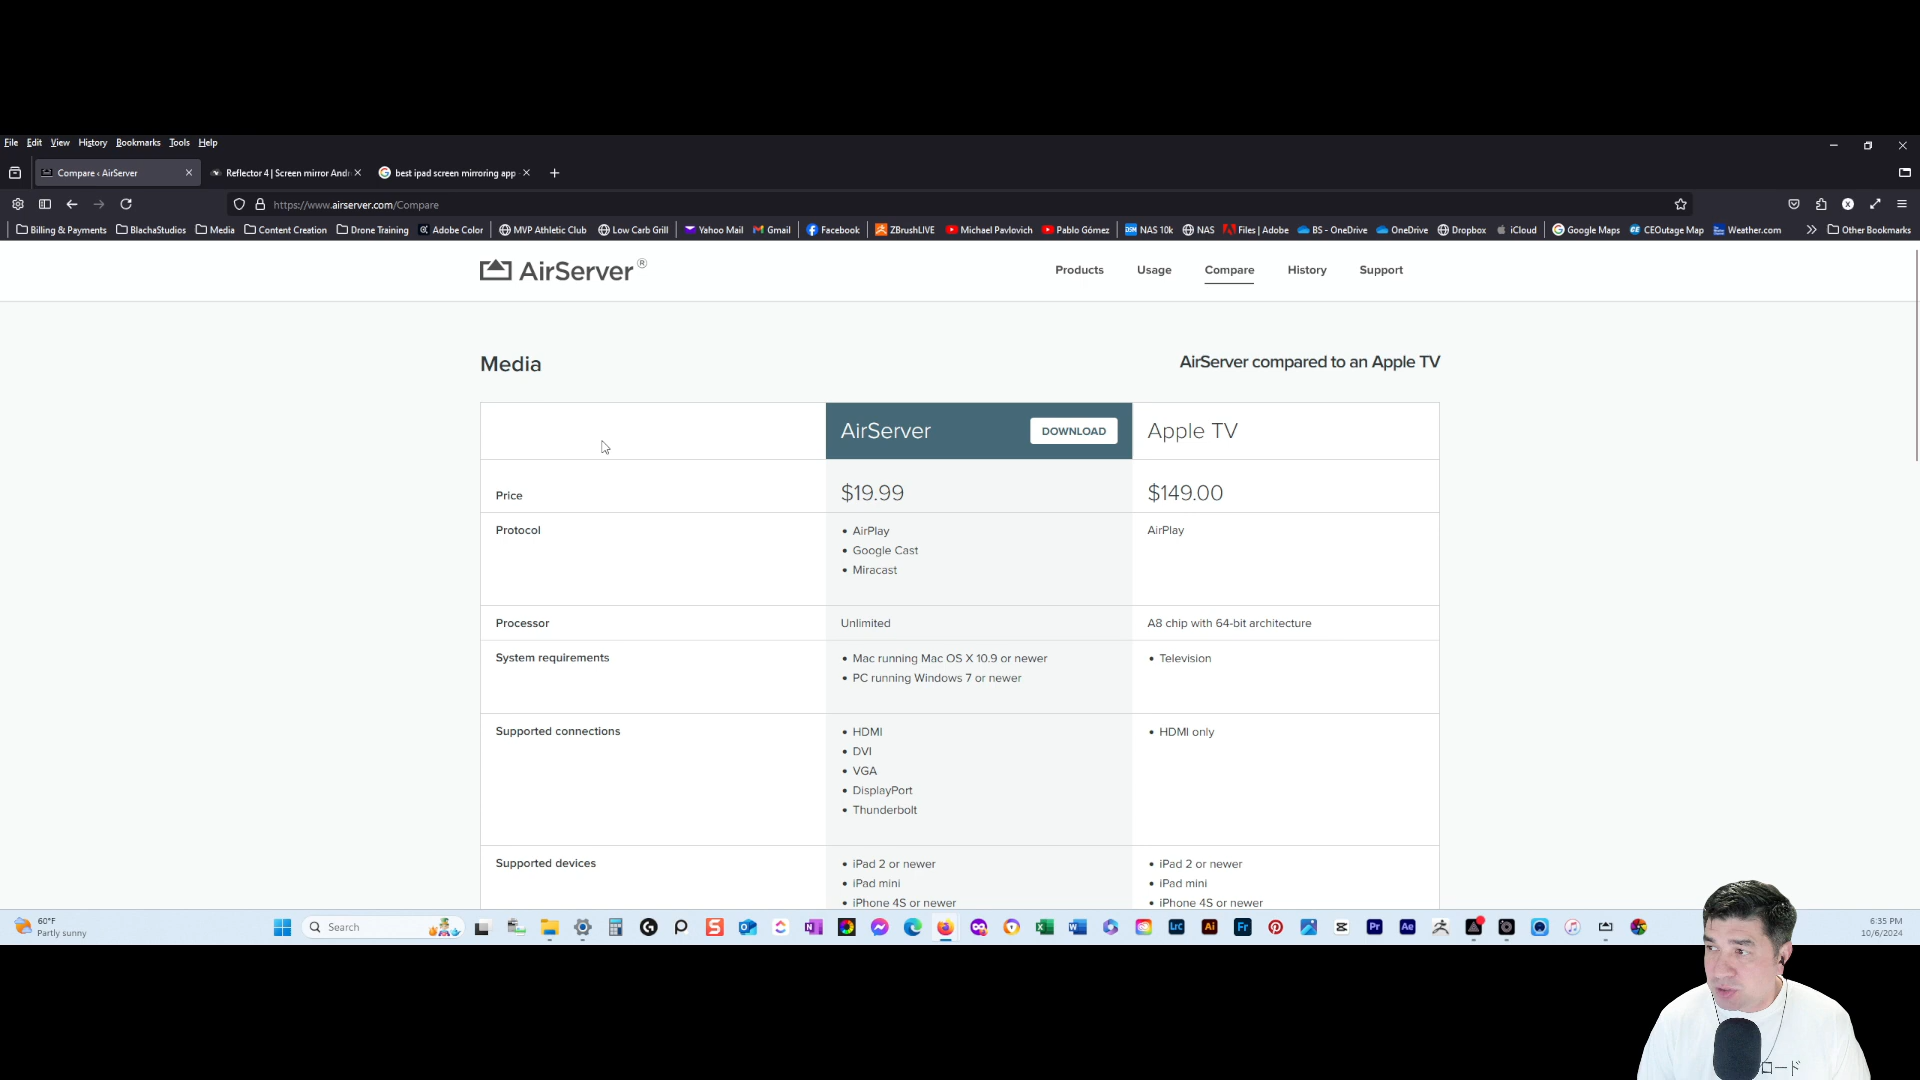 File Edit View History Bookmarks Tools Help
Compare ‹ AirServer
Reflector 4 | Screen mirror Andr
best ipad screen mirroring app
https://www.airserver.com/Compare
Billing & Payments BlachaStudios Media Content Creation Drone Training Adobe Color MVP Athletic Club Low Carb Grill Yahoo Mail Gmail Facebook ZBrushLIVE Michael Pavlovich Pablo Gómez NAS 10k NAS Files | Adobe BS - OneDrive OneDrive Dropbox iCloud Google Maps CEOutage Map Weather.com Other Bookmarks
AirServer ®
Products Usage Compare History Support
Media
AirServer compared to an Apple TV
AirServer DOWNLOAD Apple TV
Price $19.99 $149.00
Protocol • AirPlay AirPlay
• Google Cast
• Miracast
Processor Unlimited A8 chip with 64-bit architecture
System requirements • Mac running Mac OS X 10.9 or newer • Television
• PC running Windows 7 or newer
Supported connections • HDMI • HDMI only
• DVI
• VGA
• DisplayPort
• Thunderbolt
Supported devices • iPad 2 or newer • iPad 2 or newer
• iPad mini • iPad mini
• iPhone 4S or newer • iPhone 4S or newer
60°F
Partly sunny
Search
6:35 PM
10/6/2024
ロード